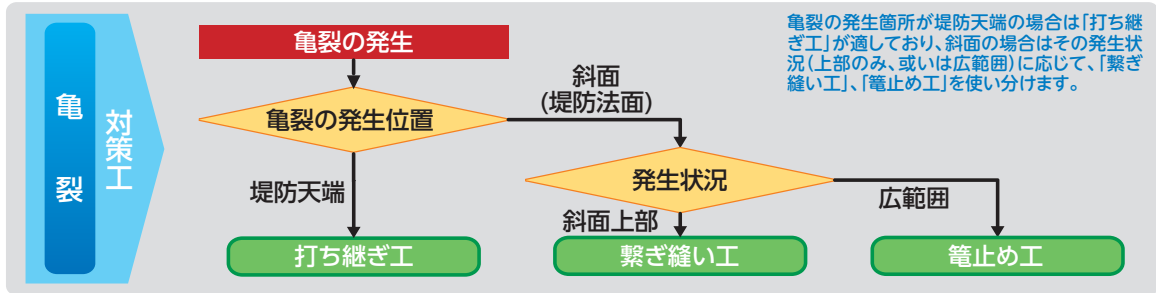 亀裂
対策工
亀裂の発生
亀裂の発生箇所が堤防天端の場合は「打ち継
ぎ工」が適しており、斜面の場合はその発生状
況(上部のみ、或いは広範囲)に応じて、「繋ぎ
縫い工」、「篭止め工」を使い分けます。
斜面
(堤防法面)
亀裂の発生位置
発生状況
堤防天端
斜面上部
広範囲
打ち継ぎ工
繋ぎ縫い工
篭止め工